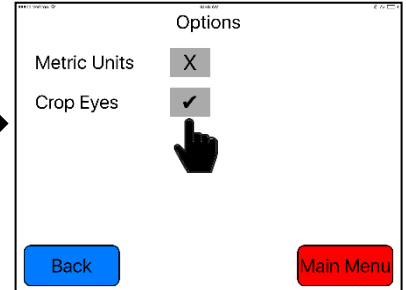 Options
Metric Units X
Crop Eyes ✔
Back
Main Menu